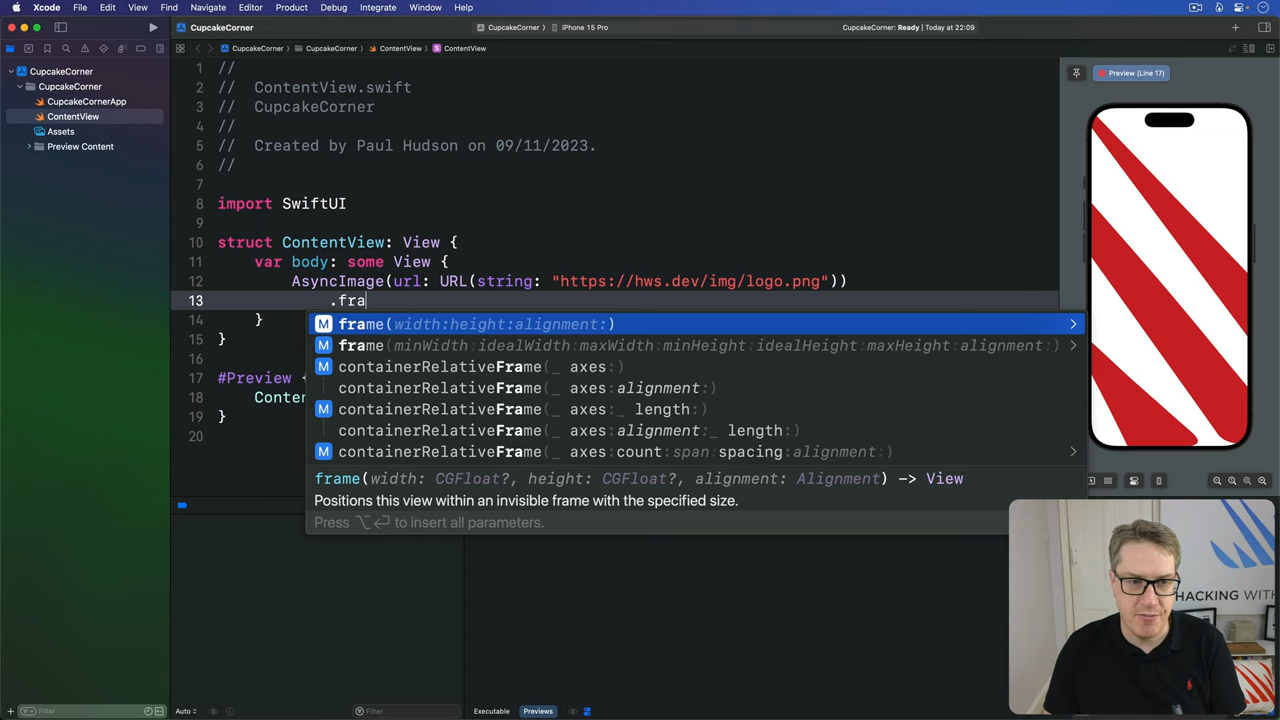 Xcode File Edit View Find Navigate Editor Product Debug Integrate Window Help
CupcakeCorner
CupcakeCorner iPhone 15 Pro
CupcakeCorner: Ready | Today at 22:09
CupcakeCorner CupcakeCorner ContentView.swift ContentView
CupcakeCorner
CupcakeCorner
CupcakeCornerApp
ContentView
Assets
Preview Content
1 //
2 // ContentView.swift
3 // CupcakeCorner
4 //
5 // Created by Paul Hudson on 09/11/2023.
6 //
7
8 import SwiftUI
9
10 struct ContentView: View {
11 var body: some View {
12 AsyncImage(url: URL(string: "https://hws.dev/img/logo.png"))
13 .fra
14 }
15 }
16
17 #Preview {
18 Conten
19 }
20
M frame(width:height:alignment:)
M frame(minWidth:idealWidth:maxWidth:minHeight:idealHeight:maxHeight:alignment:)
M containerRelativeFrame(_ axes:)
containerRelativeFrame(_ axes:alignment:)
M containerRelativeFrame(_ axes:_ length:)
containerRelativeFrame(_ axes:alignment:_ length:)
M containerRelativeFrame(_ axes:count:span:spacing:alignment:)
frame(width: CGFloat?, height: CGFloat?, alignment: Alignment) -> View
Positions this view within an invisible frame with the specified size.
Press ⌥↩ to insert all parameters.
Preview (Line 17)
HACKING WITH
Filter
Auto
Filter
Executable Previews